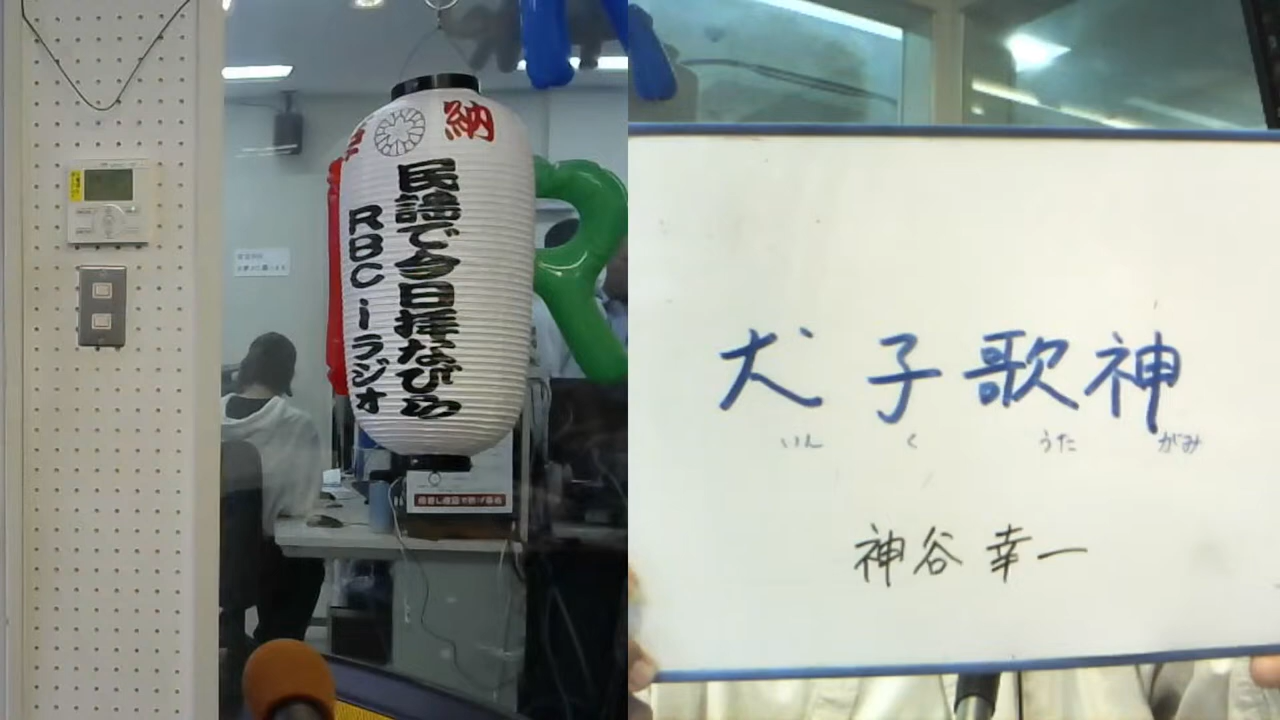 納
民謡で今日拝なびら
RBC iラジオ
犬子歌神
いん く うた がみ
神谷幸一